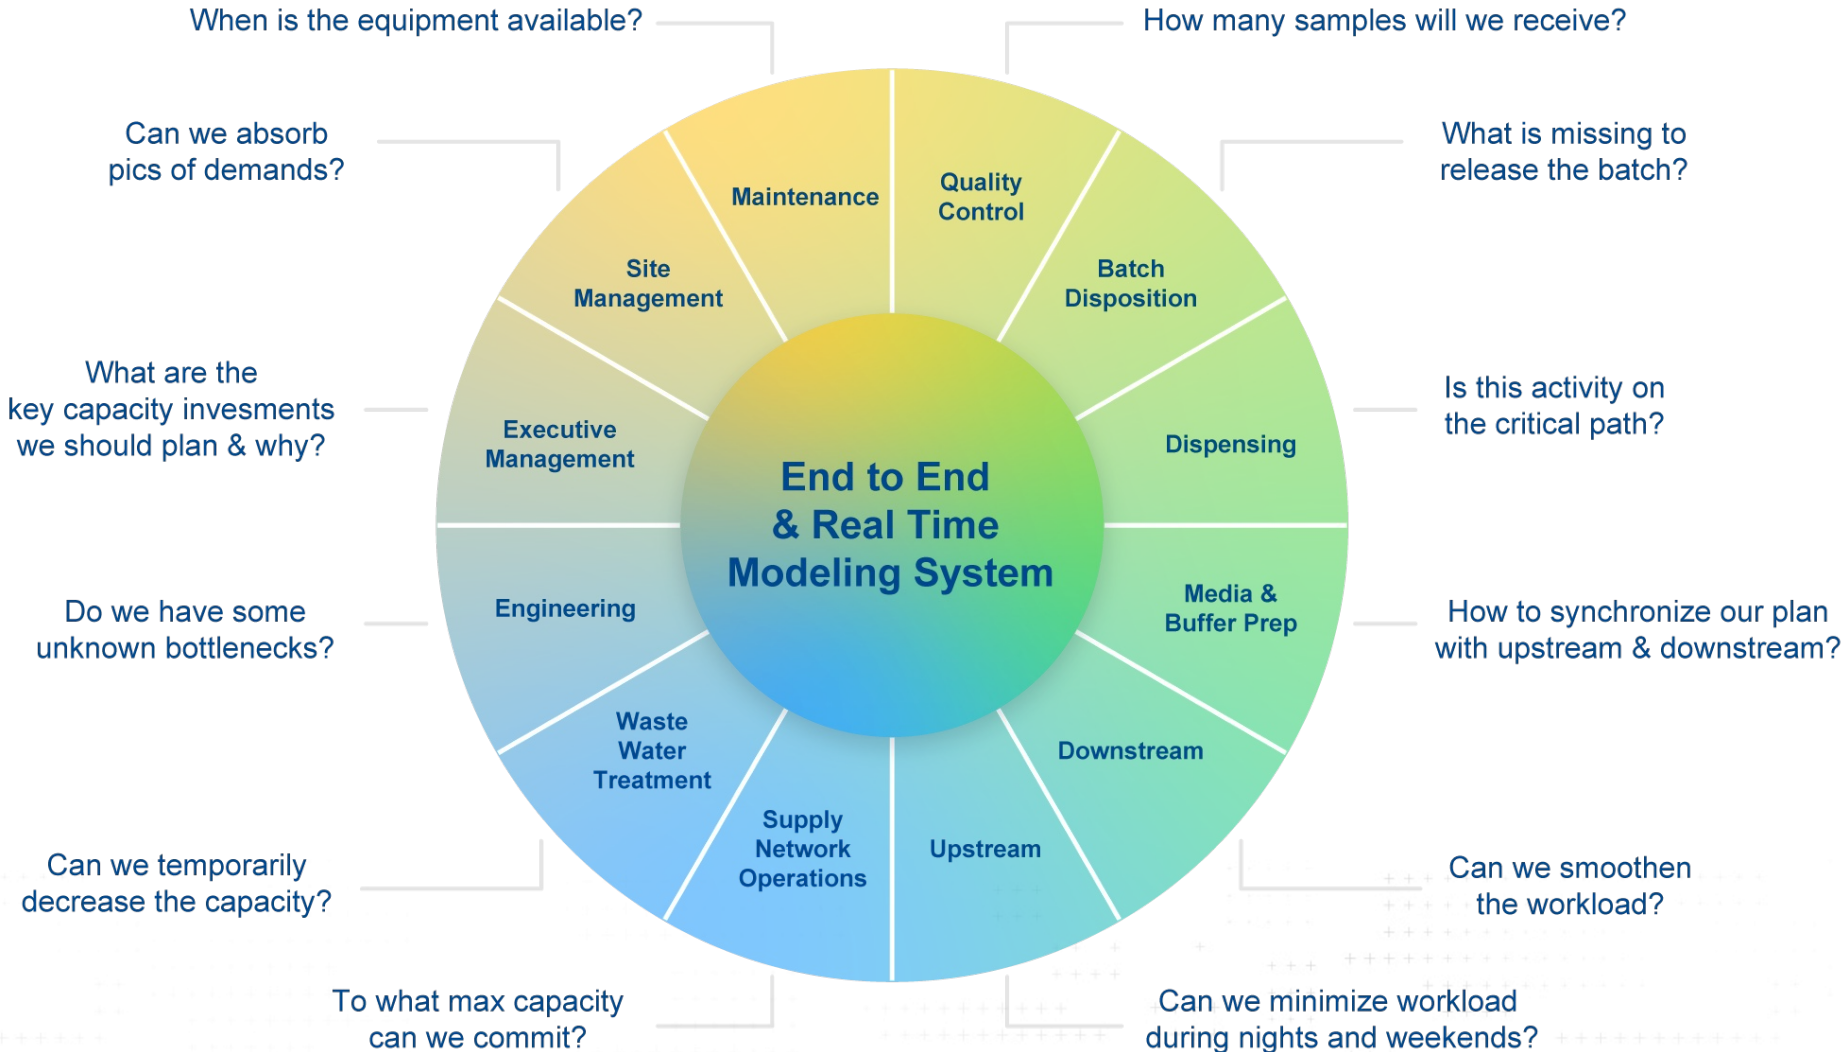 When is the equipment available?
How many samples will we receive?
Can we absorb
pics of demands?
What is missing to
release the batch?
Maintenance
Quality
Control
Site
Management
Batch
Disposition
What are the
key capacity invesments
we should plan & why?
Executive
Management
Dispensing
Is this activity on
the critical path?
End to End
& Real Time
Modeling System
Do we have some
unknown bottlenecks?
Engineering
Media &
Buffer Prep
How to synchronize our plan
with upstream & downstream?
Waste
Water
Treatment
Downstream
Supply
Network
Operations
Upstream
Can we temporarily
decrease the capacity?
Can we smoothen
the workload?
To what max capacity
can we commit?
Can we minimize workload
during nights and weekends?